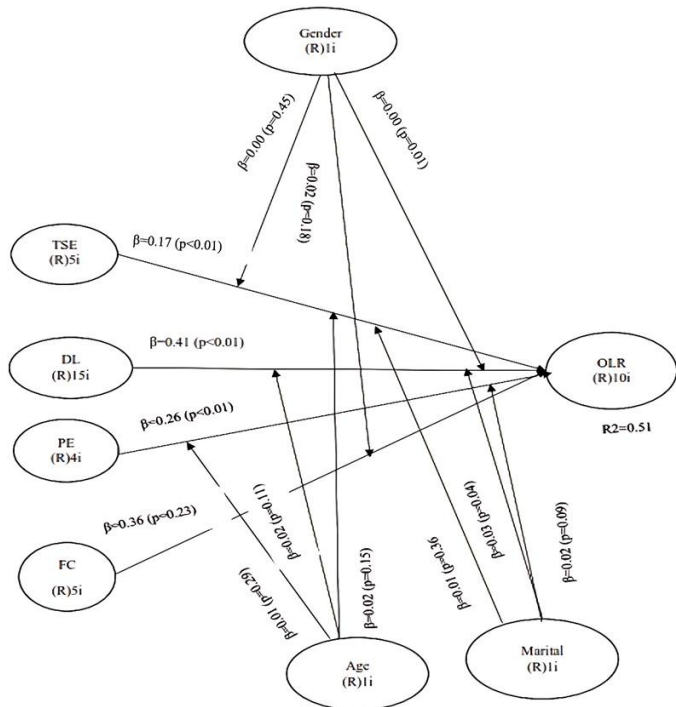 Gender
(R)1i
β=0.00 (p=0.45)
β=0.02 (p=0.18)
β=0.00 (p=0.01)
TSE
(R)5i
β=0.17 (p<0.01)
DL
(R)15i
β=0.41 (p<0.01)
OLR
(R)10i
R2=0.51
PE
(R)4i
β=0.26 (p<0.01)
FC
(R)5i
β=0.36 (p=0.23)
β=0.01 (p=0.29)
β=0.02 (p=0.11)
β=0.02 (p=0.15)
β=0.01 (p=0.36
β=0.03 (p=0.04)
β=0.02 (p=0.09)
Age
(R)1i
Marital
(R)1i